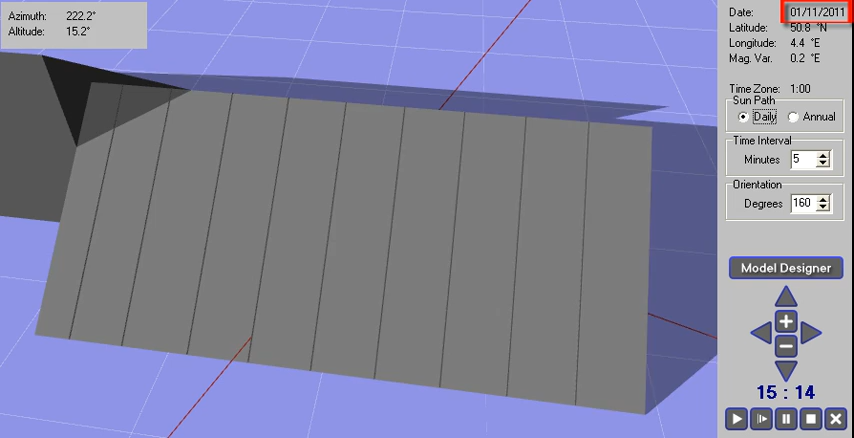 Azimuth: 222.2°
Altitude: 15.2°
Date: 01/11/2011
Latitude: 50.8 °N
Longitude: 4.4 °E
Mag. Var. 0.2 °E
Time Zone: 1:00
Sun Path
Daily Annual
Time Interval
Minutes 5
Orientation
Degrees 160
Model Designer
15 : 14